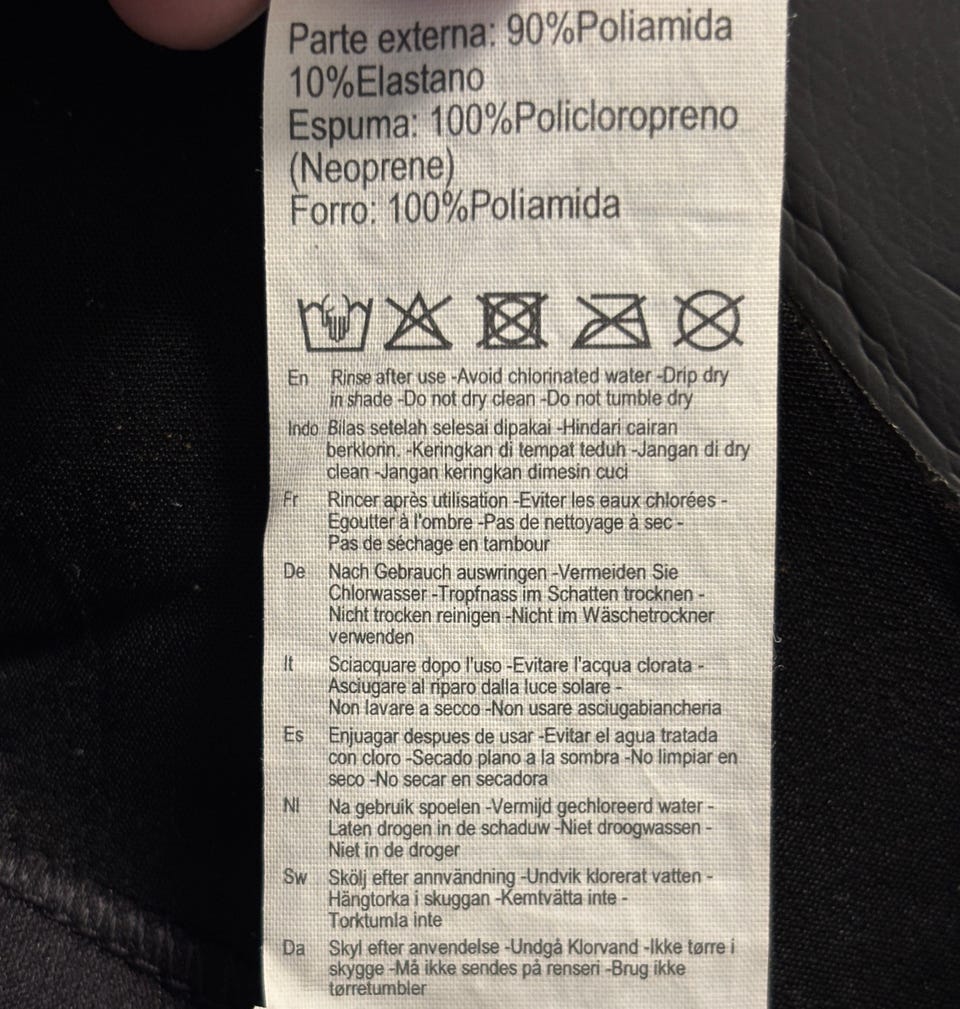 Parte externa: 90%Poliamida
10%Elastano
Espuma: 100%Policloropreno
(Neoprene)
Forro: 100%Poliamida
En Rinse after use -Avoid chlorinated water -Drip dry
in shade -Do not dry clean -Do not tumble dry
Indo Bilas setelah selesai dipakai -Hindari cairan
berklorin. -Keringkan di tempat teduh -Jangan di dry
clean -Jangan keringkan dimesin cuci
Fr Rincer après utilisation -Eviter les eaux chlorées -
Egoutter à l'ombre -Pas de nettoyage à sec -
Pas de séchage en tambour
De Nach Gebrauch auswringen -Vermeiden Sie
Chlorwasser -Tropfnass im Schatten trocknen -
Nicht trocken reinigen -Nicht im Wäschetrockner
verwenden
It Sciacquare dopo l'uso -Evitare l'acqua clorata -
Asciugare al riparo dalla luce solare -
Non lavare a secco -Non usare asciugabiancheria
Es Enjuagar despues de usar -Evitar el agua tratada
con cloro -Secado plano a la sombra -No limpiar en
seco -No secar en secadora
Nl Na gebruik spoelen -Vermijd gechloreerd water -
Laten drogen in de schaduw -Niet droogwassen -
Niet in de droger
Sw Skölj efter annvändning -Undvik klorerat vatten -
Hängtorka i skuggan -Kemtvätta inte -
Torktumla inte
Da Skyl efter anvendelse -Undgå Klorvand -Ikke tørre i
skygge -Må ikke sendes på renseri -Brug ikke
tørretumbler